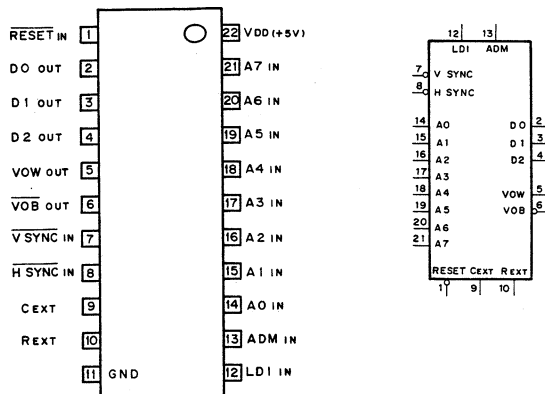 RESET IN 1 22 VDD (+5V)
D0 OUT 2 21 A7 IN
D1 OUT 3 20 A6 IN
D2 OUT 4 19 A5 IN
VOW OUT 5 18 A4 IN
VOB OUT 6 17 A3 IN
V SYNC IN 7 16 A2 IN
H SYNC IN 8 15 A1 IN
CEXT 9 14 A0 IN
REXT 10 13 ADM IN
11 GND 12 LDI IN
12 13
LDI ADM
7 V SYNC
8 H SYNC
14 A0 D0 2
15 A1 D1 3
16 A2 D2 4
17 A3
18 A4 VOW 5
19 A5 VOB 6
20 A6
21 A7
RESET CEXT REXT
1 9 10